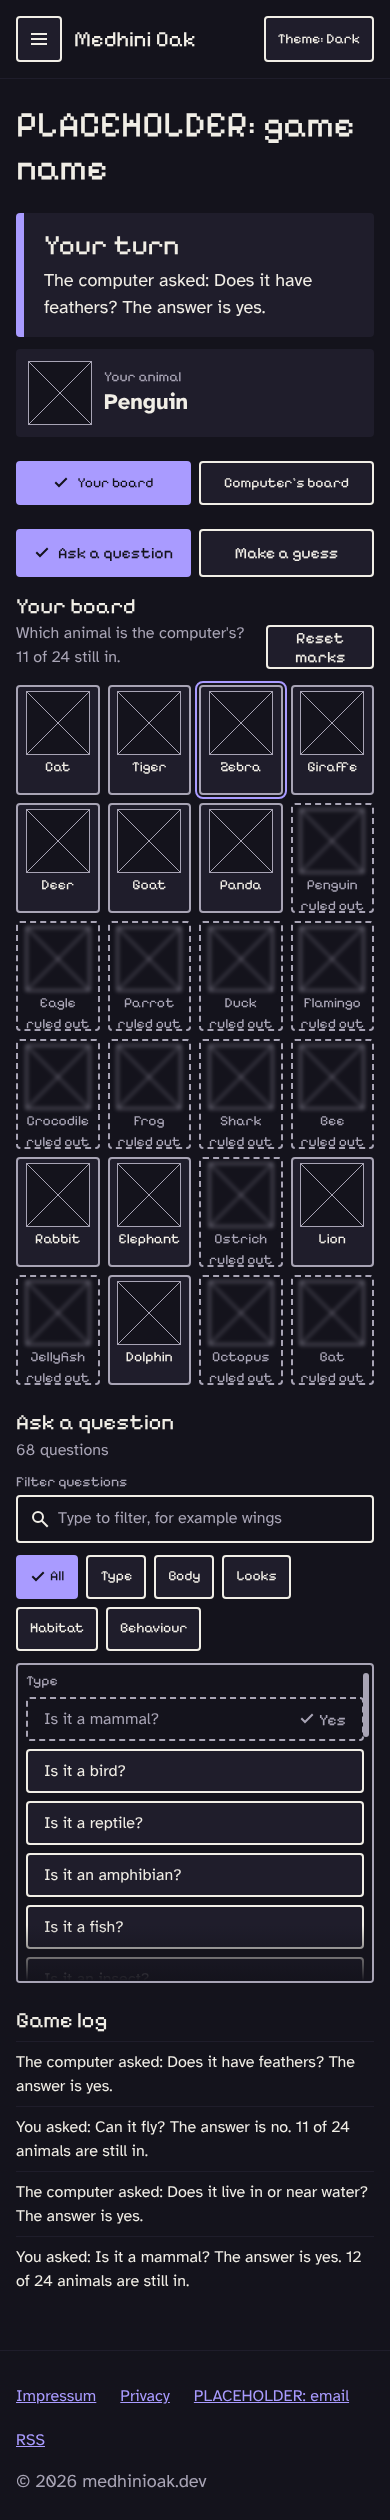 Medhini Oak
Theme: Dark
PLACEHOLDER: game
name
Your turn
The computer asked: Does it have
feathers? The answer is yes.
Your animal
Penguin
Your board
Computer's board
Ask a question
Make a guess
Your board
Which animal is the computer's?
11 of 24 still in.
Reset
marks
Cat
Tiger
Zebra
Giraffe
Deer
Goat
Panda
Penguin
ruled out
Eagle
ruled out
Parrot
ruled out
Duck
ruled out
Flamingo
ruled out
Crocodile
ruled out
Frog
ruled out
Shark
ruled out
Bee
ruled out
Rabbit
Elephant
Ostrich
ruled out
Lion
Jellyfish
ruled out
Dolphin
Octopus
ruled out
Bat
ruled out
Ask a question
68 questions
Filter questions
Type to filter, for example wings
All
Type
Body
Looks
Habitat
Behaviour
Type
Is it a mammal?
Yes
Is it a bird?
Is it a reptile?
Is it an amphibian?
Is it a fish?
Is it an insect?
Game log
The computer asked: Does it have feathers? The
answer is yes.
You asked: Can it fly? The answer is no. 11 of 24
animals are still in.
The computer asked: Does it live in or near water?
The answer is yes.
You asked: Is it a mammal? The answer is yes. 12
of 24 animals are still in.
Impressum
Privacy
PLACEHOLDER: email
RSS
© 2026 medhinioak.dev